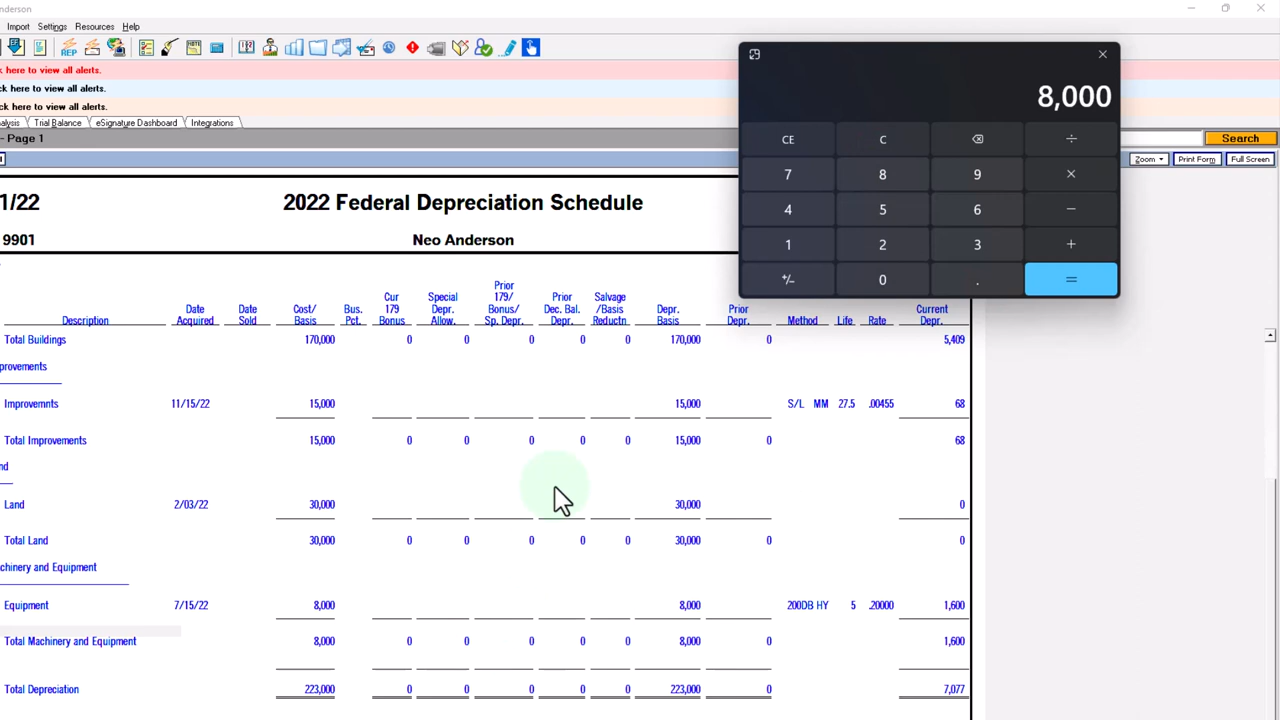 nderson
Import Settings Resources Help
REP
k here to view all alerts.
ck here to view all alerts.
ck here to view all alerts.
alysis Trial Balance eSignature Dashboard Integrations
- Page 1
Search
Zoom Print Form Full Screen
8,000
CE C ÷
7 8 9 ×
4 5 6 −
1 2 3 +
+/− 0 . =
1/22 2022 Federal Depreciation Schedule
9901 Neo Anderson
Description Date Acquired Date Sold Cost/ Basis Bus. Pct. Cur 179 Bonus Special Depr. Allow. Prior 179/ Bonus/ Sp. Depr. Prior Dec. Bal. Depr. Salvage /Basis Reductn Depr. Basis Prior Depr. Method Life Rate Current Depr.
Total Buildings 170,000 0 0 0 0 0 170,000 0 5,409
provements
Improvemnts 11/15/22 15,000 15,000 S/L MM 27.5 .00455 68
Total Improvements 15,000 0 0 0 0 0 15,000 0 68
nd
Land 2/03/22 30,000 30,000 0
Total Land 30,000 0 0 0 0 0 30,000 0 0
chinery and Equipment
Equipment 7/15/22 8,000 8,000 200DB HY 5 .20000 1,600
Total Machinery and Equipment 8,000 0 0 0 0 0 8,000 0 1,600
Total Depreciation 223,000 0 0 0 0 0 223,000 0 7,077